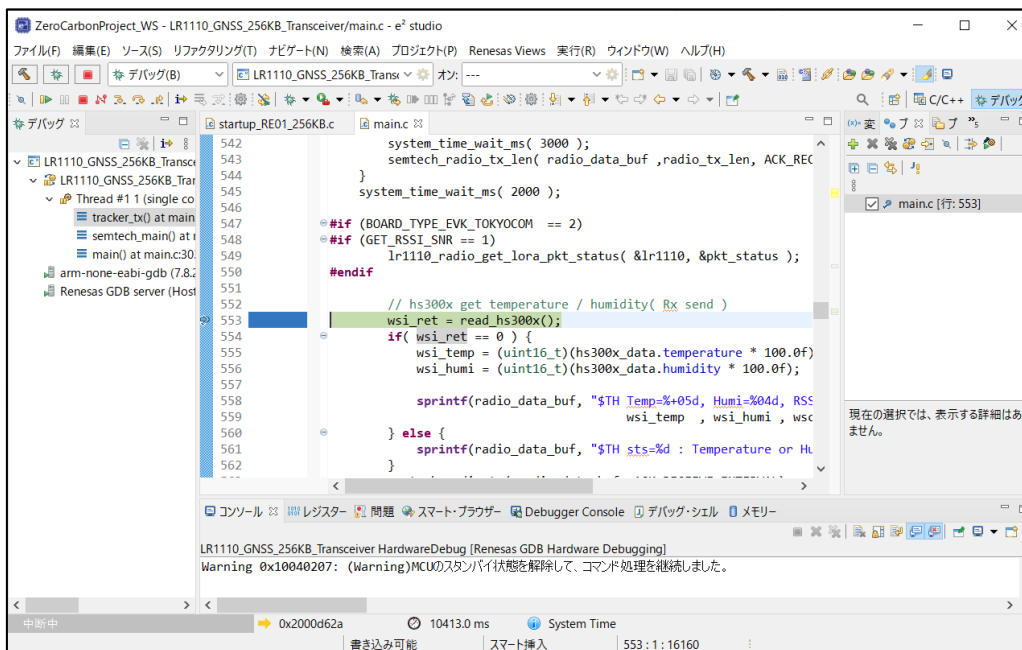 ZeroCarbonProject_WS - LR1110_GNSS_256KB_Transceiver/main.c - e² studio
ファイル(F) 編集(E) ソース(S) リファクタリング(T) ナビゲート(N) 検索(A) プロジェクト(P) Renesas Views 実行(R) ウィンドウ(W) ヘルプ(H)
デバッグ(B) LR1110_GNSS_256KB_Transc オン: ---
C/C++ デバッグ
デバッグ startup_RE01_256KB.c main.c 変 ブ プ
LR1110_GNSS_256KB_Transce
LR1110_GNSS_256KB_Trar
Thread #1 1 (single co
tracker_tx() at main
semtech_main() at r
main() at main.c:30.
arm-none-eabi-gdb (7.8.2
Renesas GDB server (Host
542 system_time_wait_ms( 3000 );
543 semtech_radio_tx_len( radio_data_buf ,radio_tx_len, ACK_REC
544 }
545 system_time_wait_ms( 2000 );
546
547 #if (BOARD_TYPE_EVK_TOKYOCOM == 2)
548 #if (GET_RSSI_SNR == 1)
549 lr1110_radio_get_lora_pkt_status( &lr1110, &pkt_status );
550 #endif
551
552 // hs300x get temperature / humidity( Rx send )
553 wsi_ret = read_hs300x();
554 if( wsi_ret == 0 ) {
555 wsi_temp = (uint16_t)(hs300x_data.temperature * 100.0f)
556 wsi_humi = (uint16_t)(hs300x_data.humidity * 100.0f);
557
558 sprintf(radio_data_buf, "$TH Temp=%+05d, Humi=%04d, RSS
559 wsi_temp , wsi_humi , wsc
560 } else {
561 sprintf(radio_data_buf, "$TH sts=%d : Temperature or Hu
562 }
main.c [行: 553]
現在の選択では、表示する詳細はあ
ません。
コンソール レジスター 問題 スマート・ブラウザー Debugger Console デバッグ・シェル メモリー
LR1110_GNSS_256KB_Transceiver HardwareDebug [Renesas GDB Hardware Debugging]
Warning 0x10040207: (Warning)MCUのスタンバイ状態を解除して、コマンド処理を継続しました。
中断中 0x2000d62a 10413.0 ms System Time
書き込み可能 スマート挿入 553 : 1 : 16160